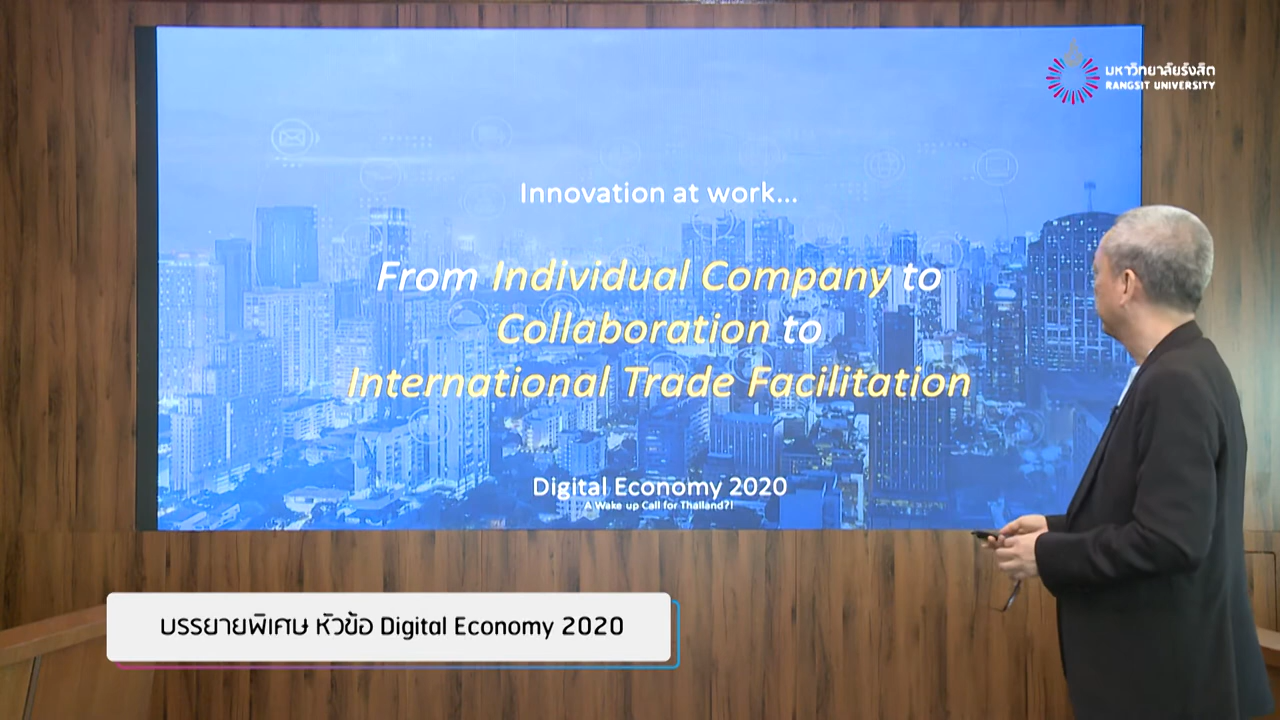 มหาวิทยาลัยรังสิต
RANGSIT UNIVERSITY
Innovation at work...
From Individual Company to
Collaboration to
International Trade Facilitation
Digital Economy 2020
A Wake up Call for Thailand?!
บรรยายพิเศษ หัวข้อ Digital Economy 2020